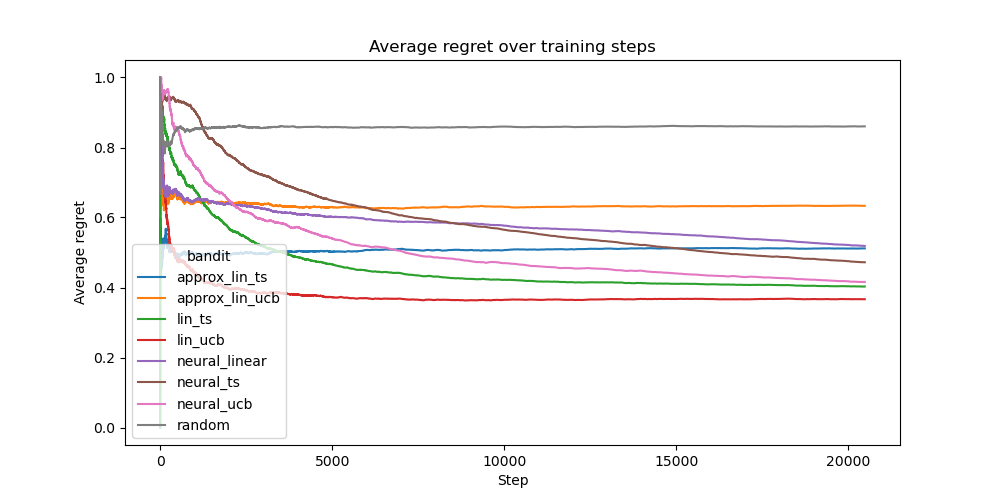 Average regret over training steps
Average regret
1.0
0.8
0.6
0.4
0.2
0.0
bandit
approx_lin_ts
approx_lin_ucb
lin_ts
lin_ucb
neural_linear
neural_ts
neural_ucb
random
0 5000 10000 15000 20000
Step